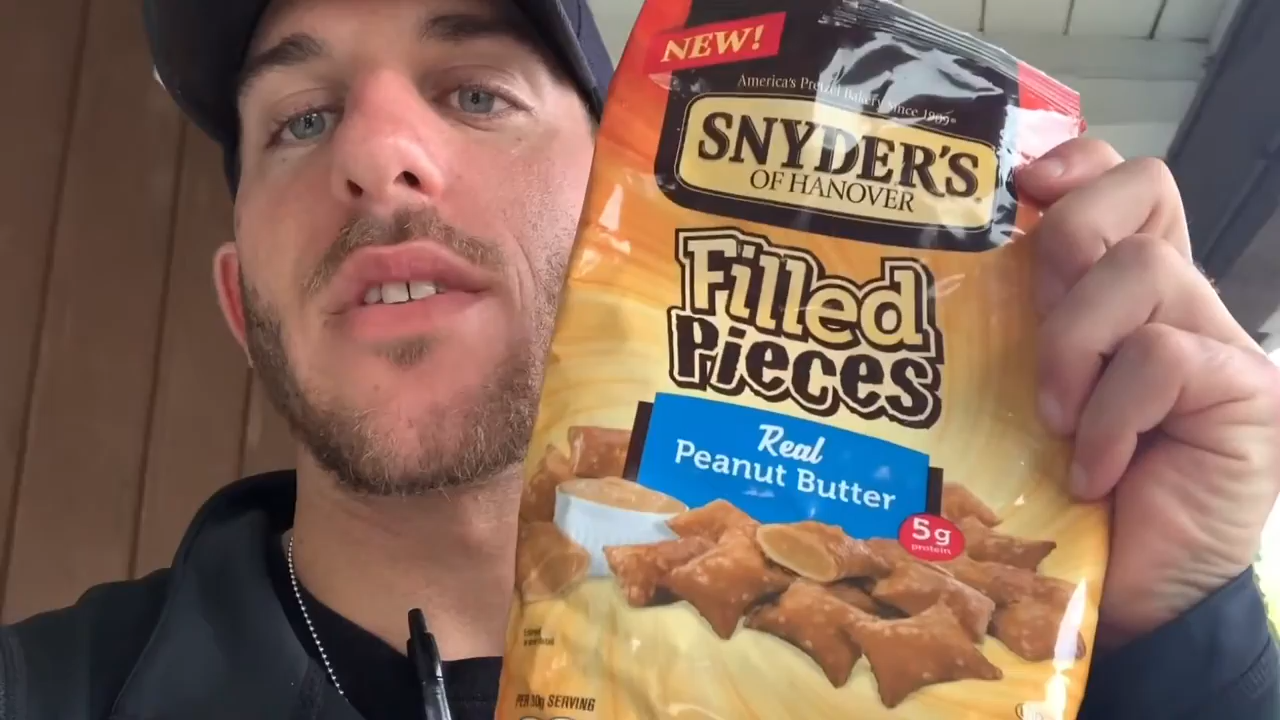 NEW!
America's Pretzel Bakery Since 1909
SNYDER'S
OF HANOVER
Filled
Pieces
Real
Peanut Butter
5g
protein
PER 30g SERVING